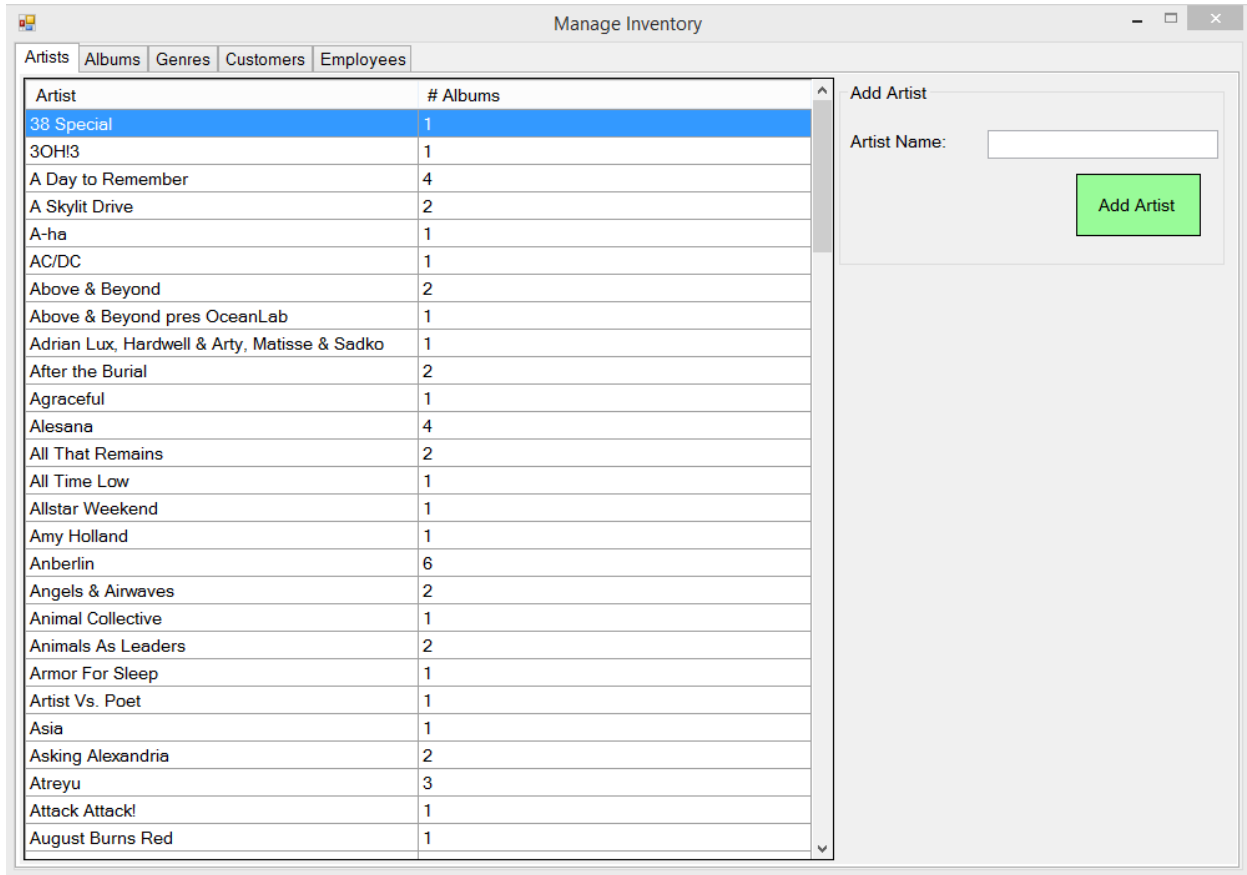 Manage Inventory
Artists Albums Genres Customers Employees
Artist # Albums
38 Special 1
3OH!3 1
A Day to Remember 4
A Skylit Drive 2
A-ha 1
AC/DC 1
Above & Beyond 2
Above & Beyond pres OceanLab 1
Adrian Lux, Hardwell & Arty, Matisse & Sadko 1
After the Burial 2
Agraceful 1
Alesana 4
All That Remains 2
All Time Low 1
Allstar Weekend 1
Amy Holland 1
Anberlin 6
Angels & Airwaves 2
Animal Collective 1
Animals As Leaders 2
Armor For Sleep 1
Artist Vs. Poet 1
Asia 1
Asking Alexandria 2
Atreyu 3
Attack Attack! 1
August Burns Red 1
Add Artist
Artist Name:
Add Artist